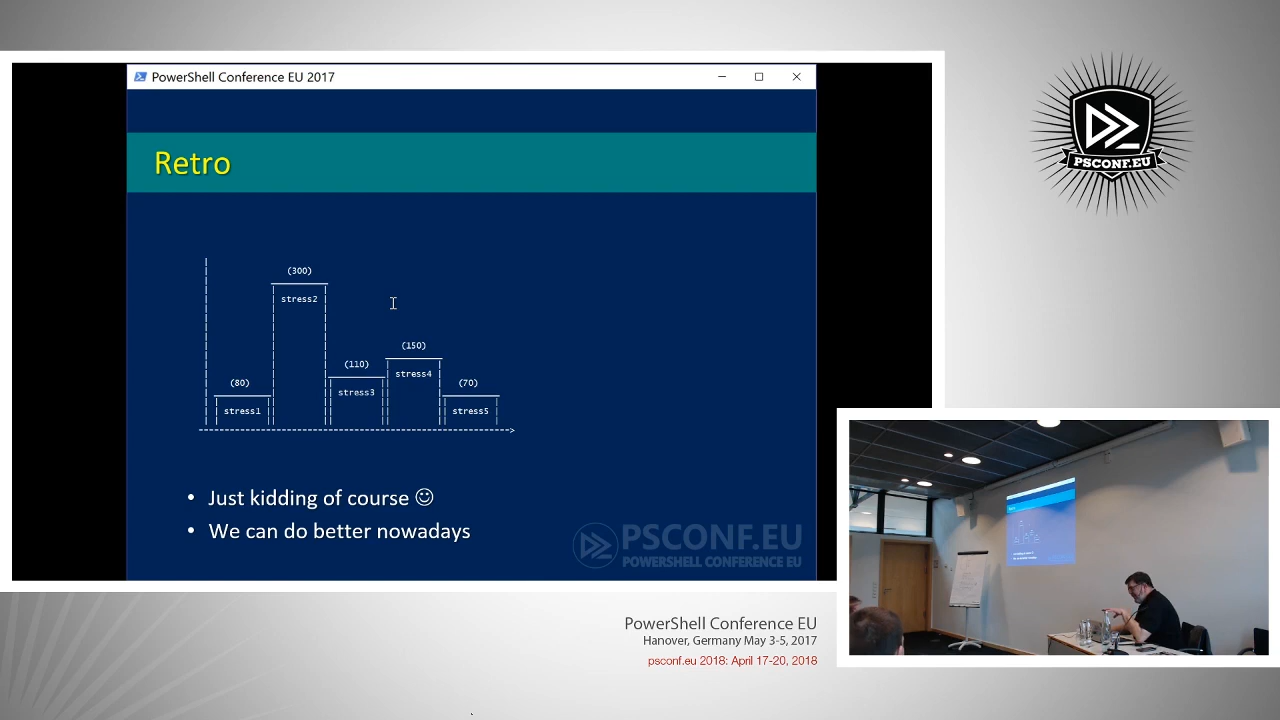 PowerShell Conference EU 2017
Retro
(300)
stress2
(150)
(110)
stress4
(80)
stress3
(70)
stress1
stress5
• Just kidding of course ☺
• We can do better nowadays
PSCONF.EU
POWERSHELL CONFERENCE EU
PSCONF.EU
PowerShell Conference EU
Hanover, Germany May 3-5, 2017
psconf.eu 2018: April 17-20, 2018